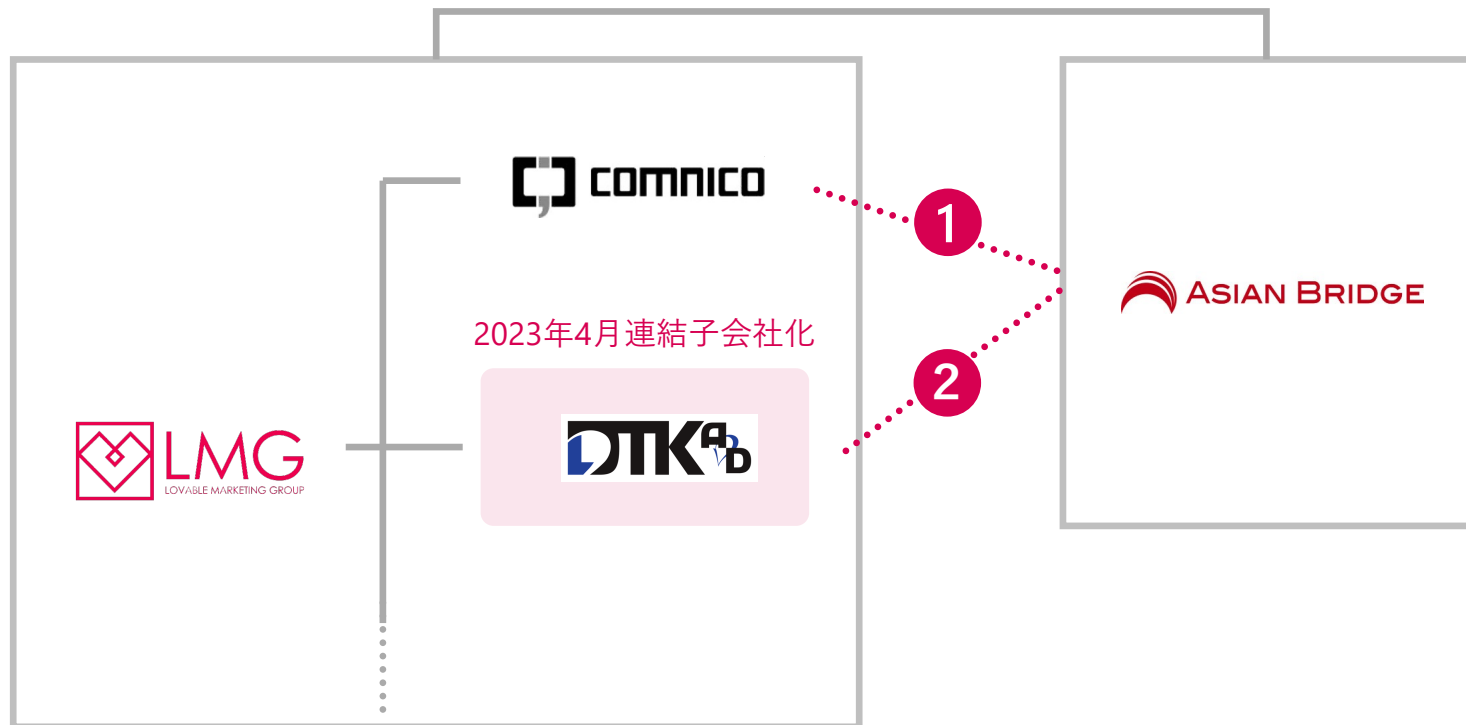 comnico
1
ASIAN BRIDGE
2023年4月連結子会社化
2
DTK AD
LMG
LOVABLE MARKETING GROUP